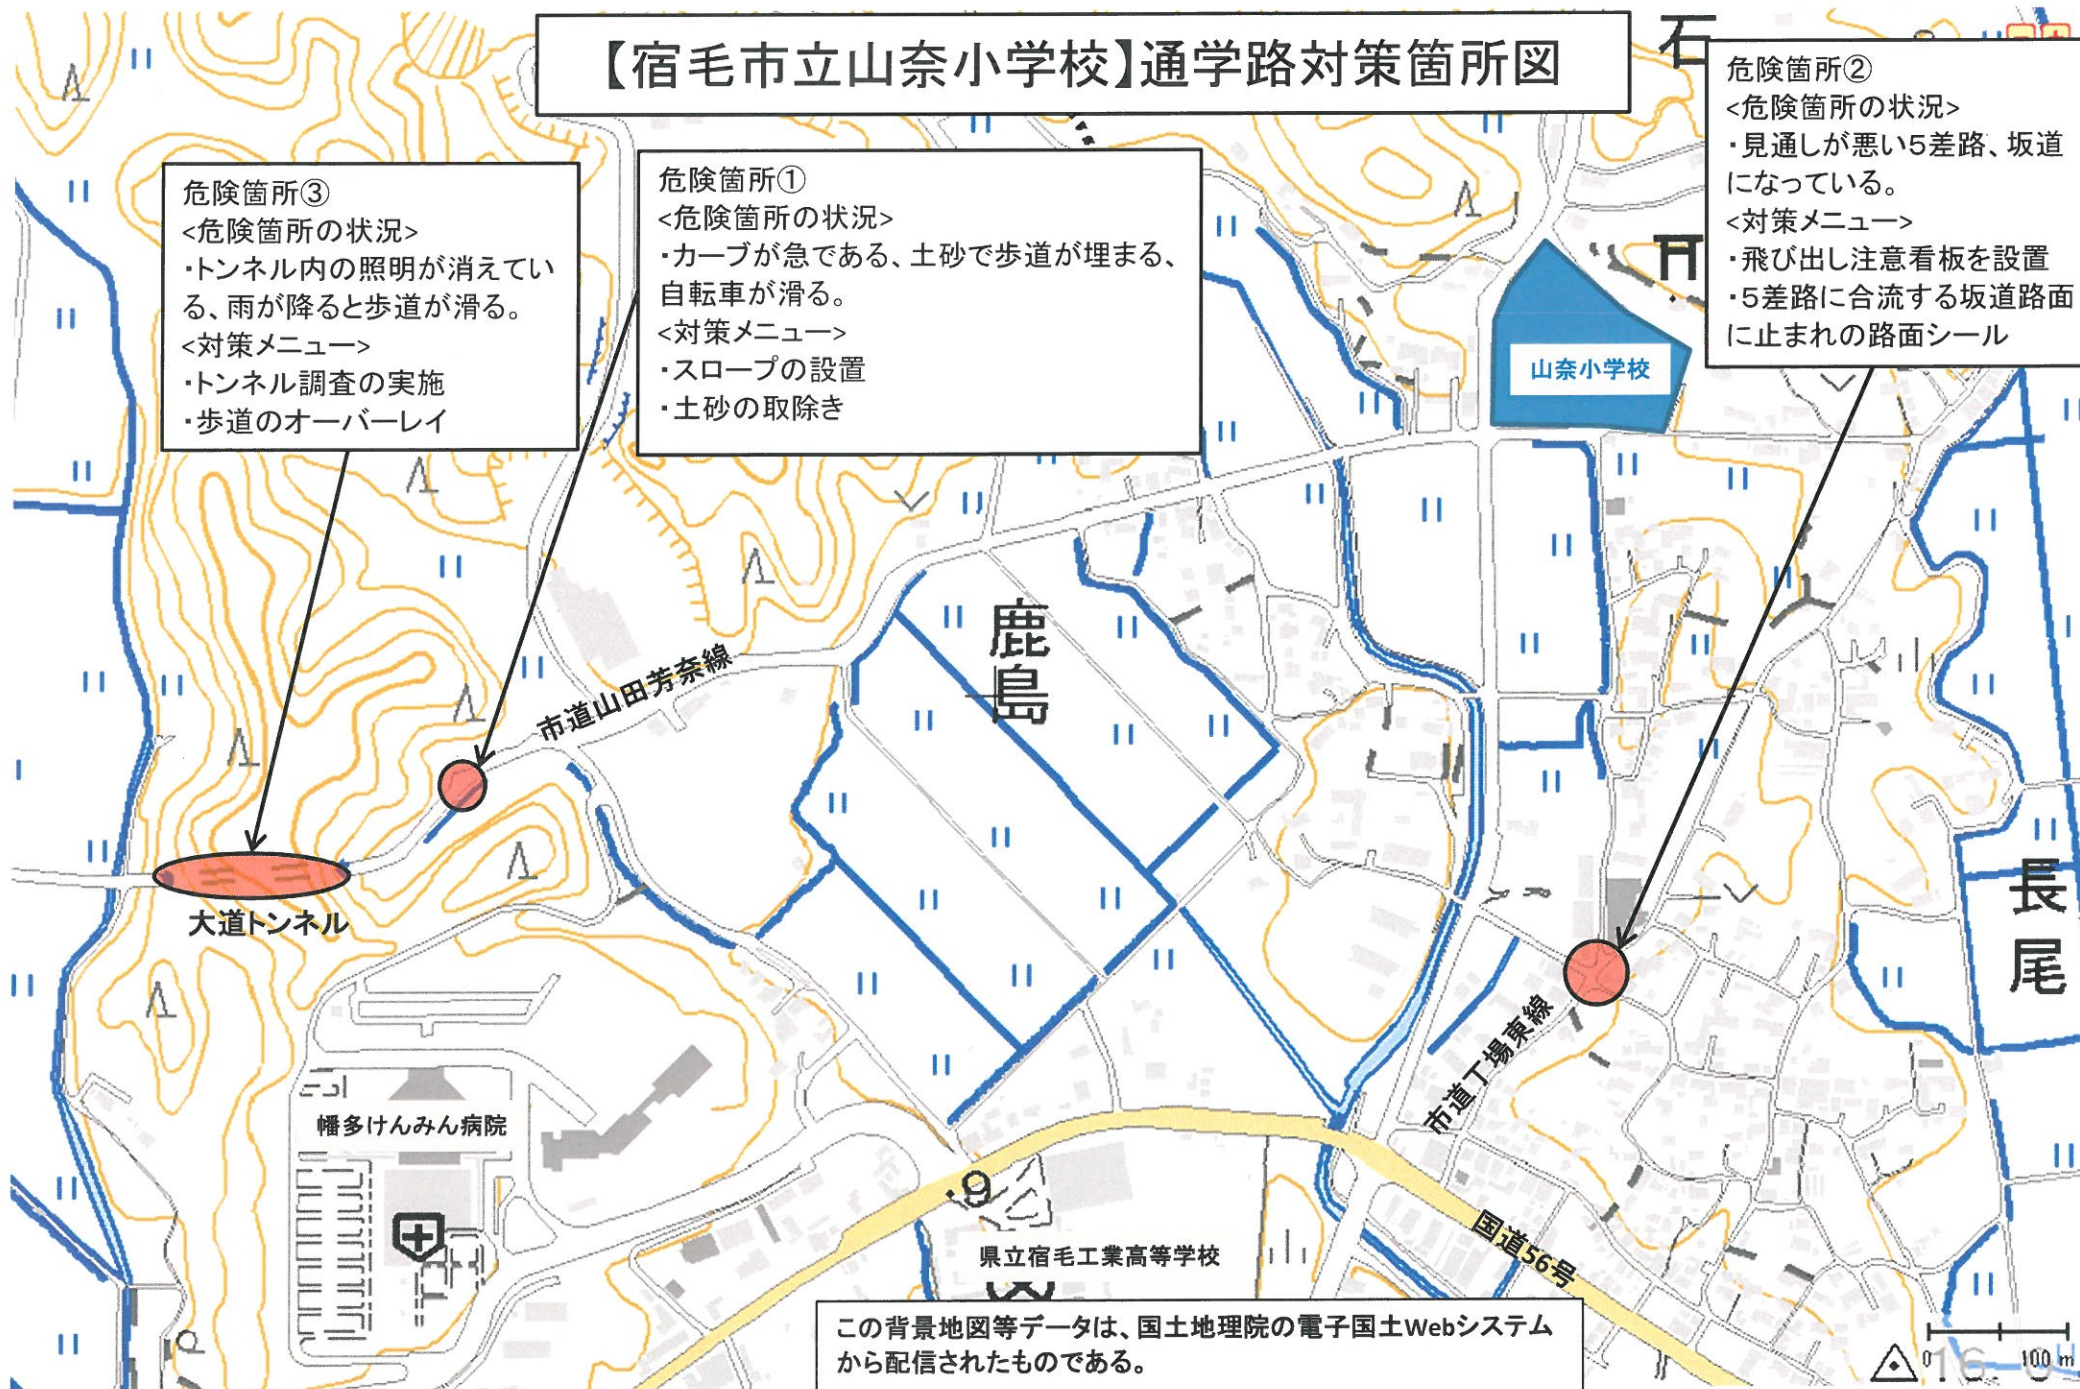 【宿毛市立山奈小学校】通学路対策箇所図
石
危険箇所②
<危険箇所の状況>
・見通しが悪い5差路、坂道
になっている。
<対策メニュー>
・飛び出し注意看板を設置
・5差路に合流する坂道路面
に止まれの路面シール
危険箇所①
<危険箇所の状況>
・カーブが急である、土砂で歩道が埋まる、
自転車が滑る。
<対策メニュー>
・スロープの設置
・土砂の取除き
危険箇所③
<危険箇所の状況>
・トンネル内の照明が消えてい
る、雨が降ると歩道が滑る。
<対策メニュー>
・トンネル調査の実施
・歩道のオーバーレイ
山奈小学校
鹿島
市道山田芳奈線
大道トンネル
長尾
市道丁場東線
幡多けんみん病院
・9
県立宿毛工業高等学校
国道56号
この背景地図等データは、国土地理院の電子国土Webシステム
から配信されたものである。
0 100 m